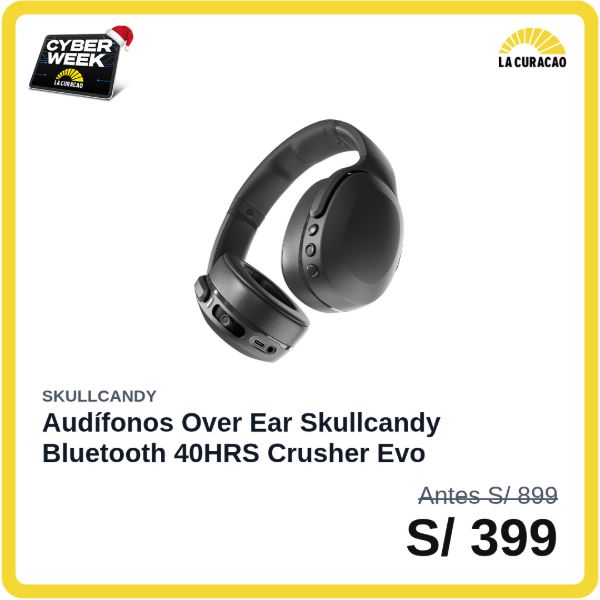 CYBER
WEEK
LA CURACAO
LA CURACAO
SKULLCANDY
Audífonos Over Ear Skullcandy
Bluetooth 40HRS Crusher Evo
Antes S/ 899
S/ 399